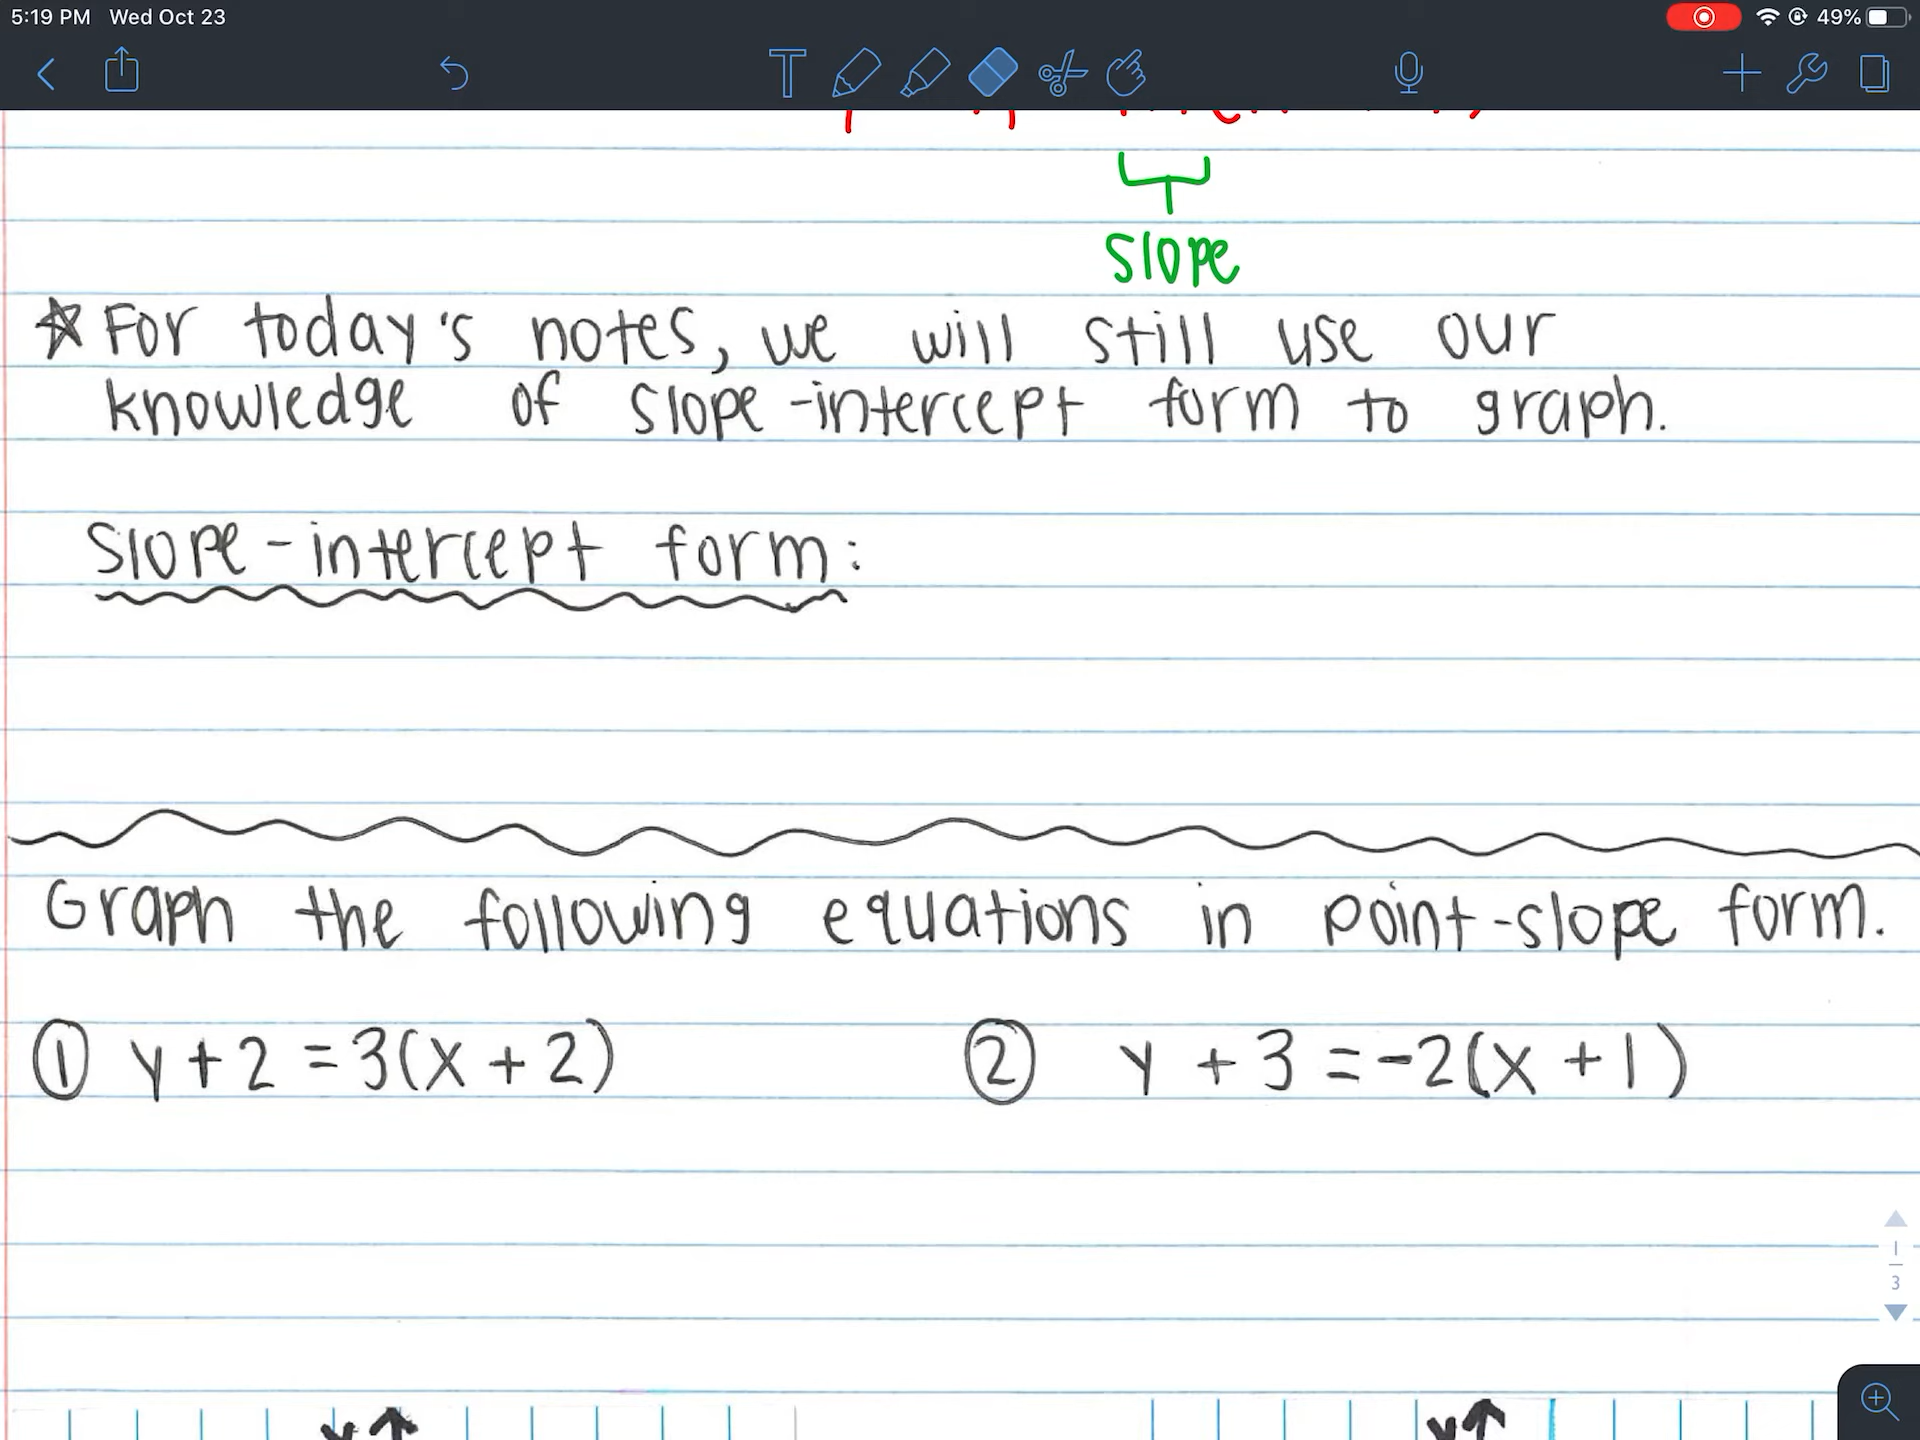 5:19 PM Wed Oct 23
49%
T
slope
☆ For today's notes, we will still use our
knowledge of slope-intercept form to graph.
Slope-intercept form:
Graph the following equations in point-slope form.
① y + 2 = 3(x + 2)
② y + 3 = -2(x + 1)
1
3
y
y